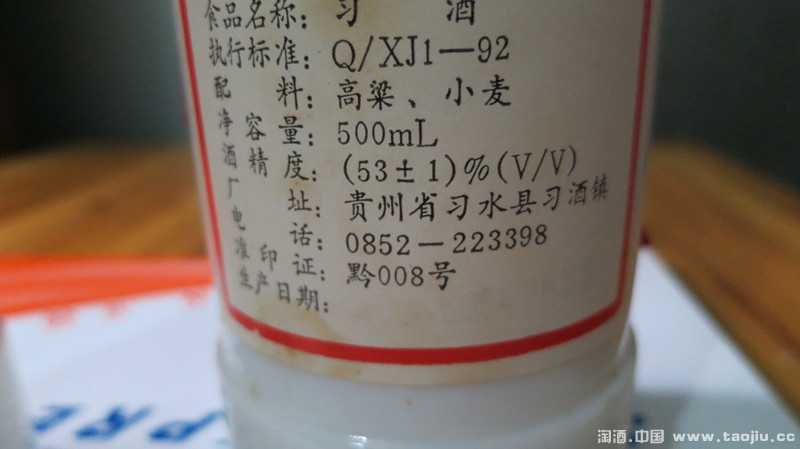 食品名称：习 酒
执行标准：Q/XJ1—92
配 料：高粱、小麦
净 容 量：500mL
酒 精 度：(53±1)%(V/V)
厂 址：贵州省习水县习酒镇
电 话：0852—223398
准 印 证：黔008号
生产日期：
PRE
淘酒.中国 www.taojiu.cc